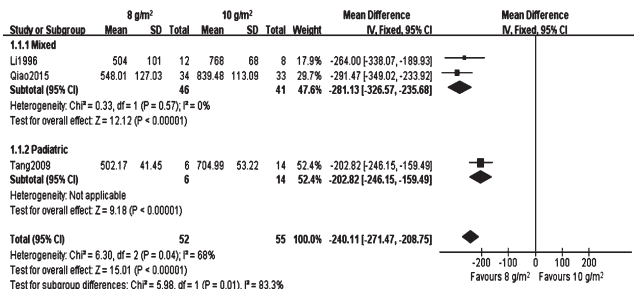 8 g/m² 10 g/m² Mean Difference Mean Difference
Study or Subgroup Mean SD Total Mean SD Total Weight IV, Fixed, 95% CI IV, Fixed, 95% CI
1.1.1 Mixed
Li1996 504 101 12 768 68 8 17.9% -264.00 [-338.07, -189.93]
Qiao2015 548.01 127.03 34 839.48 113.09 33 29.7% -291.47 [-349.02, -233.92]
Subtotal (95% CI) 46 41 47.6% -281.13 [-326.57, -235.68]
Heterogeneity: Chi² = 0.33, df = 1 (P = 0.57); I² = 0%
Test for overall effect: Z = 12.12 (P < 0.00001)
1.1.2 Padiatric
Tang2009 502.17 41.45 6 704.99 53.22 14 52.4% -202.82 [-246.15, -159.49]
Subtotal (95% CI) 6 14 52.4% -202.82 [-246.15, -159.49]
Heterogeneity: Not applicable
Test for overall effect: Z = 9.18 (P < 0.00001)
Total (95% CI) 52 55 100.0% -240.11 [-271.47, -208.75]
Heterogeneity: Chi² = 6.30, df = 2 (P = 0.04); I² = 68%
Test for overall effect: Z = 15.01 (P < 0.00001)
Test for subgroup differences: Chi² = 5.98, df = 1 (P = 0.01), I² = 83.3%
-200 -100 0 100 200
Favours 8 g/m² Favours 10 g/m²